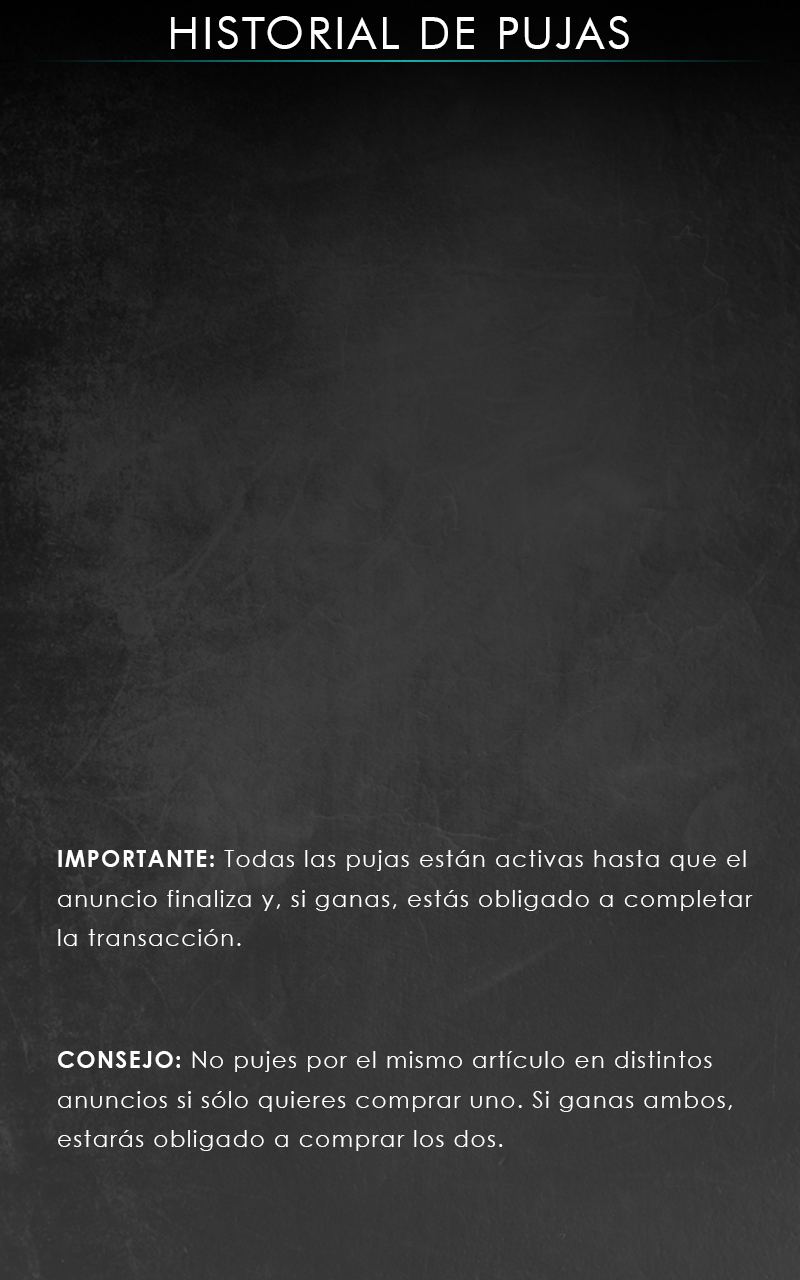 HISTORIAL DE PUJAS
IMPORTANTE: Todas las pujas están activas hasta que el
anuncio finaliza y, si ganas, estás obligado a completar
la transacción.
CONSEJO: No pujes por el mismo artículo en distintos
anuncios si sólo quieres comprar uno. Si ganas ambos,
estarás obligado a comprar los dos.